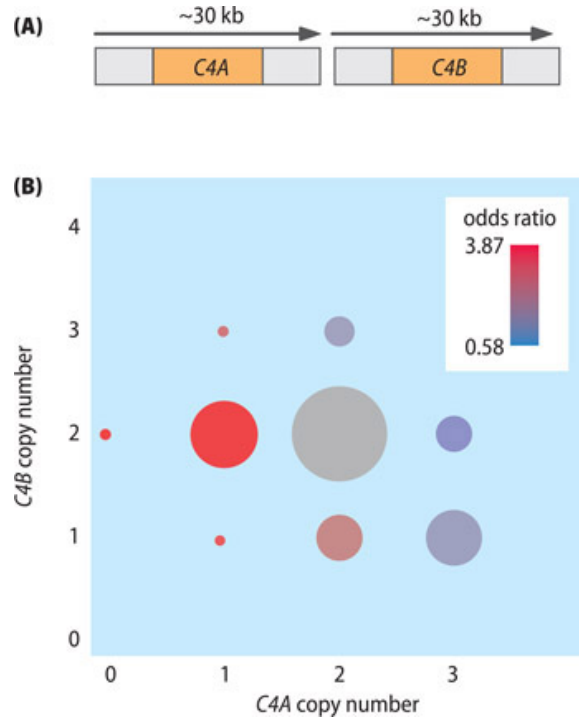 (A)
~30 kb
~30 kb
C4A
C4B
(B)
odds ratio
3.87
0.58
4
3
2
1
0
C4B copy number
0
1
2
3
C4A copy number